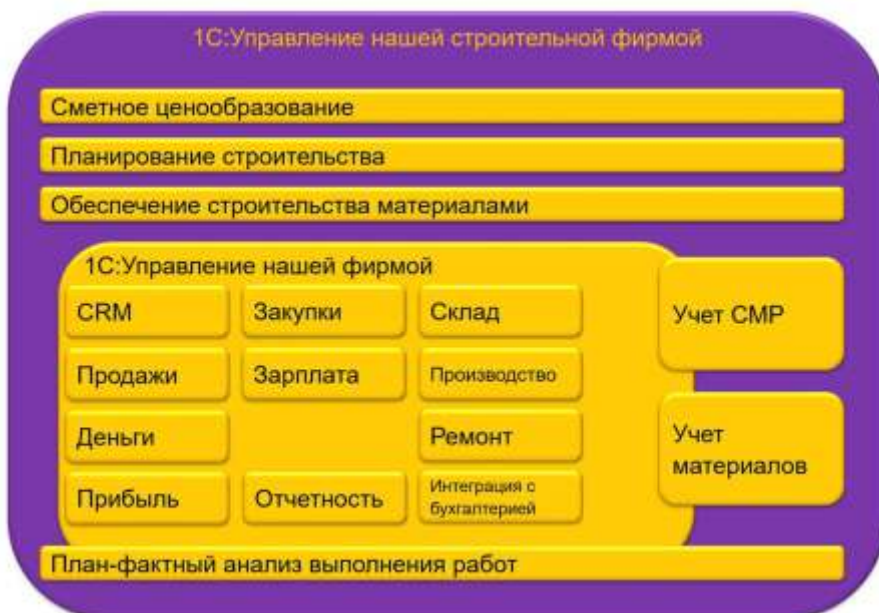 1С:Управление нашей строительной фирмой
Сметное ценообразование
Планирование строительства
Обеспечение строительства материалами
1С:Управление нашей фирмой
CRM
Закупки
Склад
Учет СМР
Продажи
Зарплата
Производство
Деньги
Ремонт
Учет
материалов
Прибыль
Отчетность
Интеграция с
бухгалтерией
План-фактный анализ выполнения работ